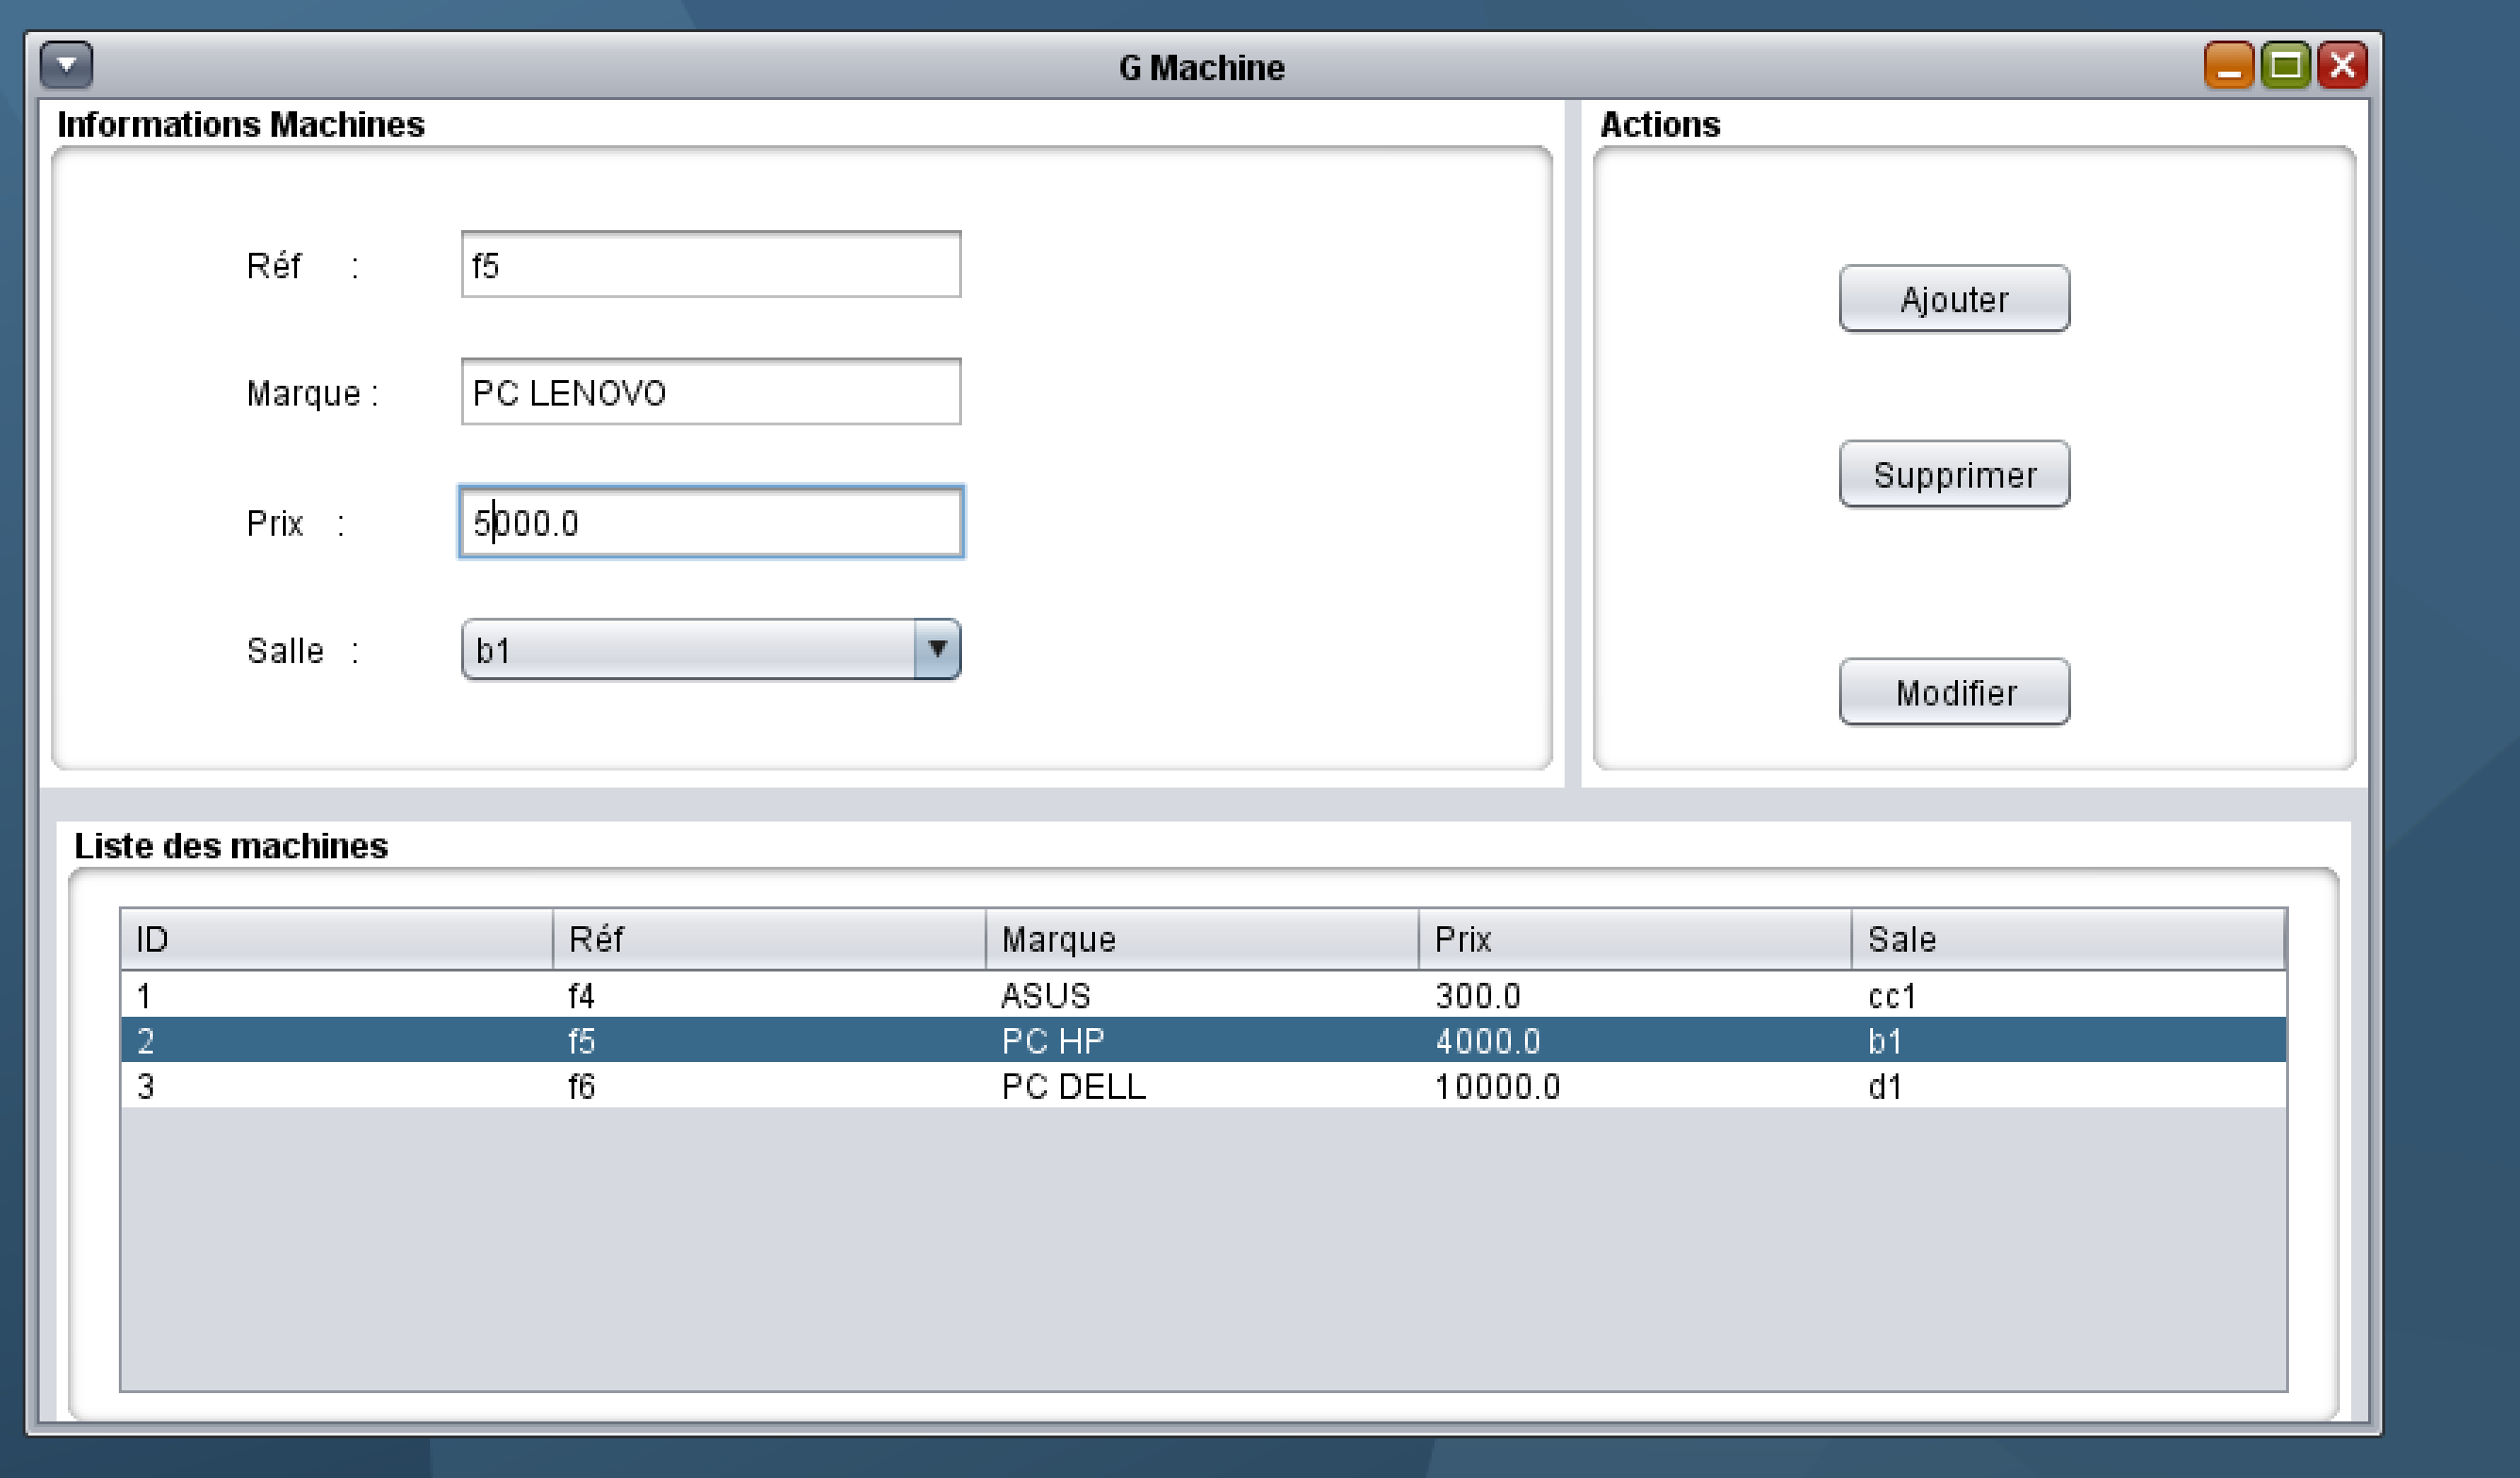 G Machine
Informations Machines
Réf :
f5
Marque :
PC LENOVO
Prix :
5000.0
Salle :
b1
Actions
Ajouter
Supprimer
Modifier
Liste des machines
ID Réf Marque Prix Sale
1 f4 ASUS 300.0 cc1
2 f5 PC HP 4000.0 b1
3 f6 PC DELL 10000.0 d1